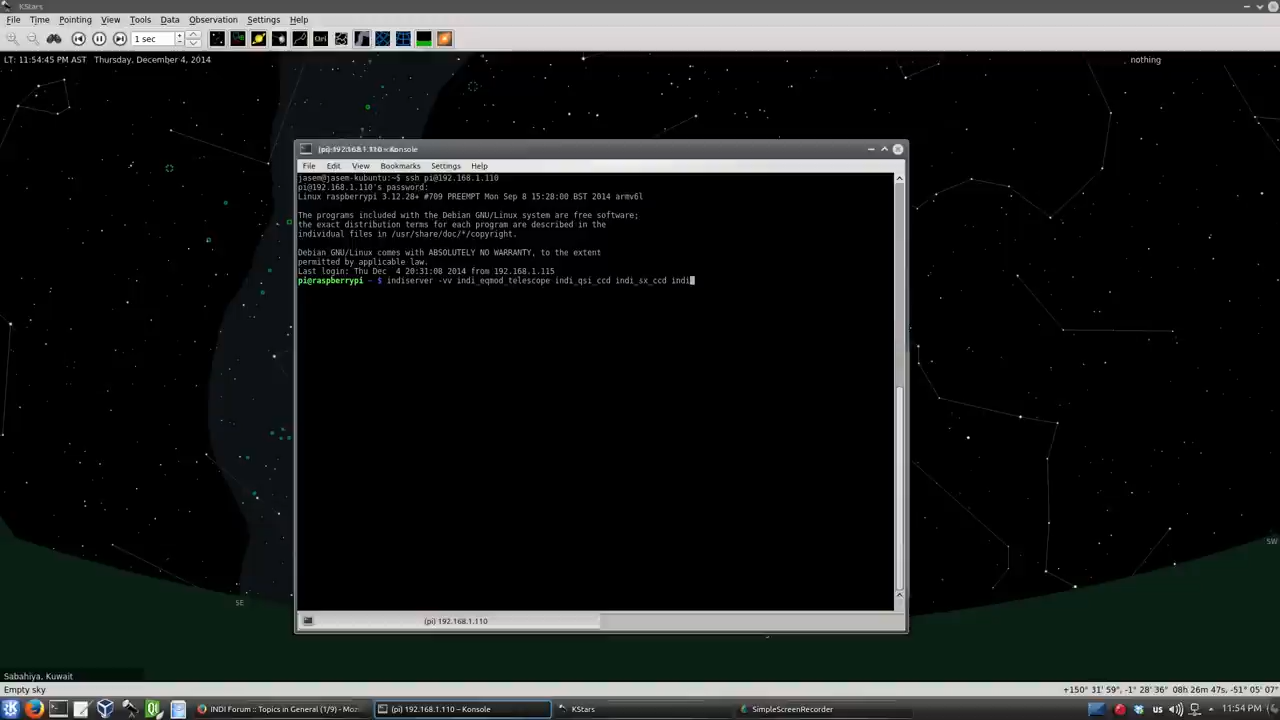 KStars
File Time Pointing View Tools Data Observation Settings Help
1 sec
Ori
LT: 11:54:45 PM AST Thursday, December 4, 2014
nothing
File Edit View Bookmarks Settings Help
jasem@jasem-kubuntu:~$ ssh pi@192.168.1.110
pi@192.168.1.110's password:
Linux raspberrypi 3.12.28+ #709 PREEMPT Mon Sep 8 15:28:00 BST 2014 armv6l
The programs included with the Debian GNU/Linux system are free software;
the exact distribution terms for each program are described in the
individual files in /usr/share/doc/*/copyright.
Debian GNU/Linux comes with ABSOLUTELY NO WARRANTY, to the extent
permitted by applicable law.
Last login: Thu Dec  4 20:31:08 2014 from 192.168.1.115
pi@raspberrypi ~ $ indiserver -vv indi_eqmod_telescope indi_qsi_ccd indi_sx_ccd indi
SW
SE
(pi) 192.168.1.110
Sabahiya, Kuwait
Empty sky
+150° 31' 59", -1° 28' 36" 08h 26m 47s, -51° 05' 07"
INDI Forum :: Topics in General (1/9) - Moz
(pi) 192.168.1.110 – Konsole
KStars
SimpleScreenRecorder
us
11:54 PM